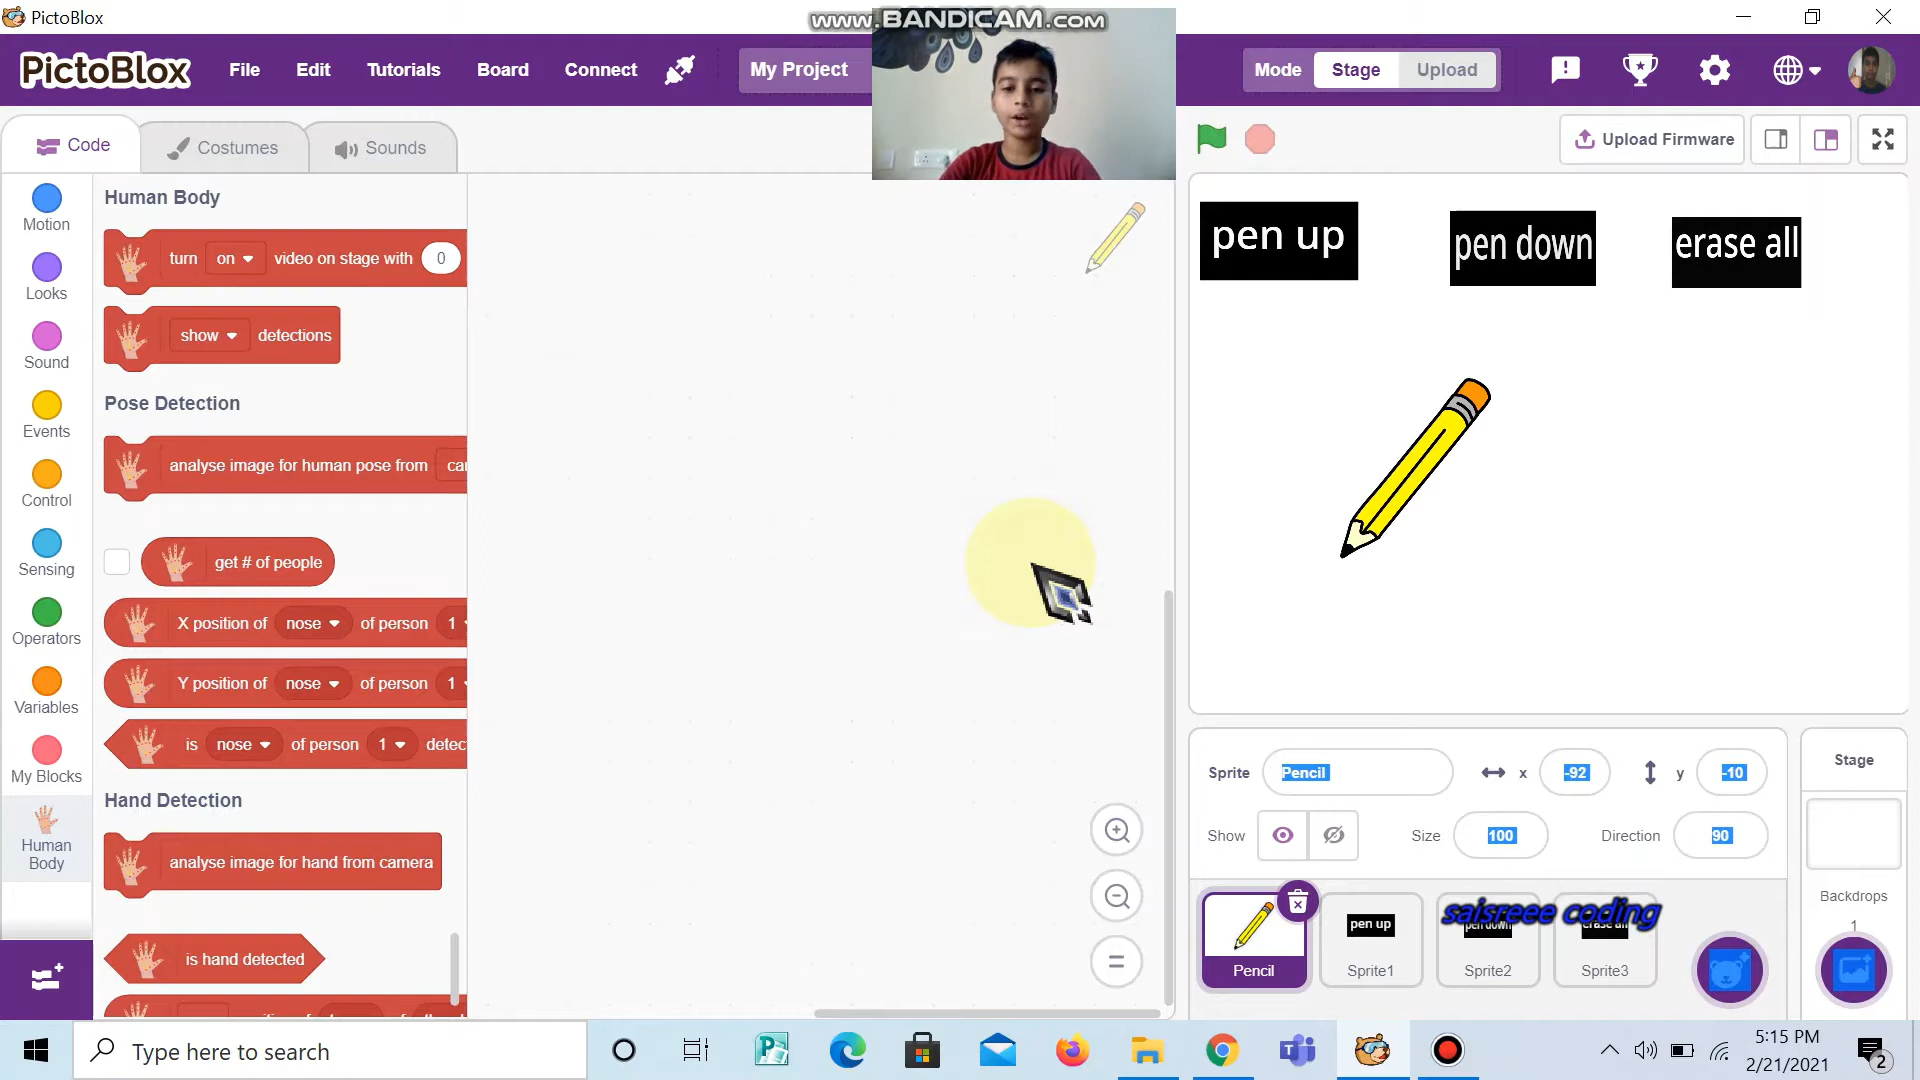 PictoBlox
www.BANDICAM.com
PictoBlox
File
Edit
Tutorials
Board
Connect
My Project
Mode
Stage
Upload
Code
Costumes
Sounds
Upload Firmware
Motion
Looks
Sound
Events
Control
Sensing
Operators
Variables
My Blocks
Human Body
Human Body
turn on video on stage with 0
show detections
Pose Detection
analyse image for human pose from
get # of people
X position of nose of person 1
Y position of nose of person 1
is nose of person 1
Hand Detection
analyse image for hand from camera
is hand detected
pen up
pen down
erase all
Sprite Pencil x -92 y -10
Show Size 100 Direction 90
Stage
Backdrops
1
pen up
saisreee coding
Pencil
Sprite1
Sprite2
Sprite3
Type here to search
5:15 PM
2/21/2021
2